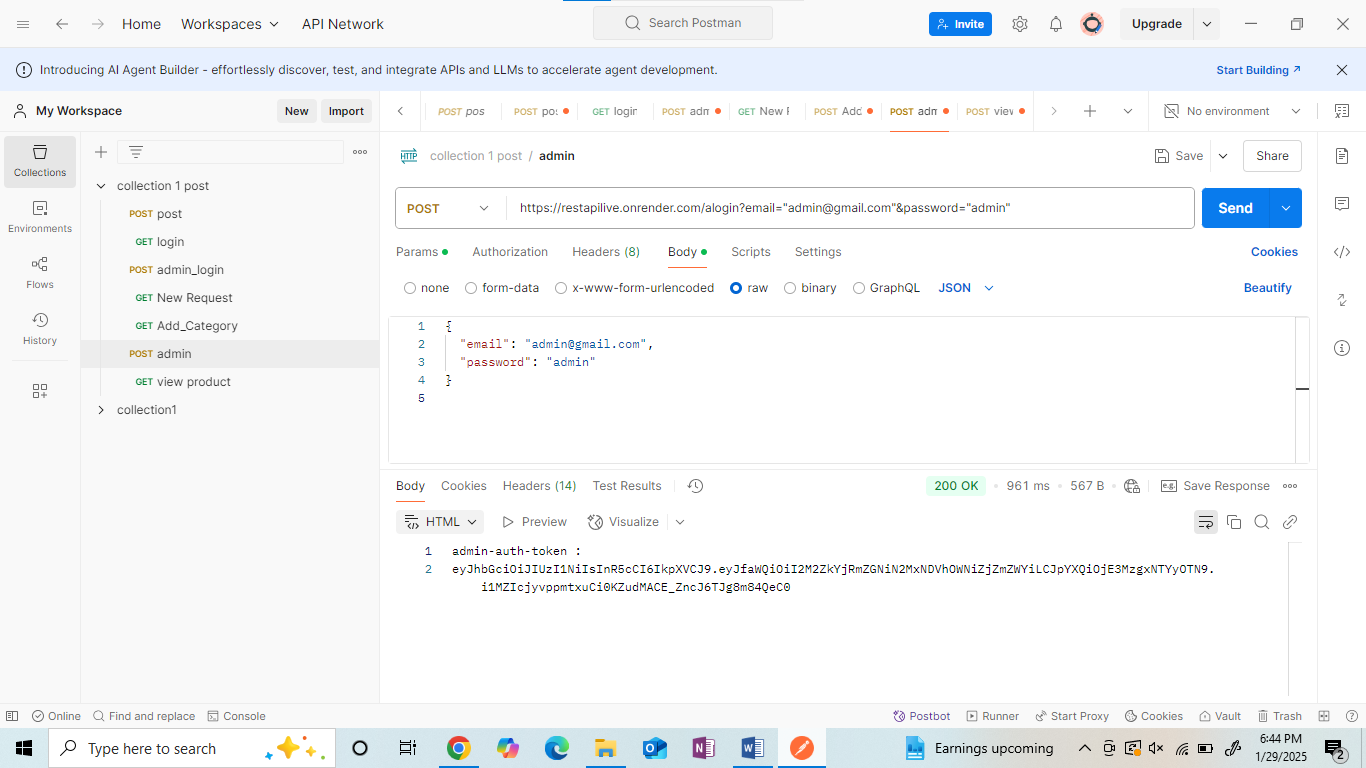 Home Workspaces API Network Search Postman Invite Upgrade
Introducing AI Agent Builder - effortlessly discover, test, and integrate APIs and LLMs to accelerate agent development. Start Building
My Workspace New Import POST pos POST pos GET login POST adm GET New POST Add POST adm POST view No environment
collection 1 post / admin Save Share
Collections
Environments
Flows
History
collection 1 post
POST post
GET login
POST admin_login
GET New Request
GET Add_Category
POST admin
GET view product
collection1
POST https://restapilive.onrender.com/alogin?email="admin@gmail.com"&password="admin" Send
Params Authorization Headers (8) Body Scripts Settings Cookies
none form-data x-www-form-urlencoded raw binary GraphQL JSON Beautify
1 {
2 "email": "admin@gmail.com",
3 "password": "admin"
4 }
5
Body Cookies Headers (14) Test Results 200 OK 961 ms 567 B e.g. Save Response
HTML Preview Visualize
1 admin-auth-token :
2 eyJhbGciOiJIUzI1NiIsInR5cCI6IkpXVCJ9.eyJfaWQiOiI2M2ZkYjRmZGNiN2MxNDVhOWNiZjZmZWYiLCJpYXQiOjE3MzgxNTYyOTN9.
i1MZIcjyvppmtxuCi0KZudMACE_ZncJ6TJg8m84QeC0
Online Find and replace Console Postbot Runner Start Proxy Cookies Vault Trash
Type here to search Earnings upcoming 6:44 PM
1/29/2025
2